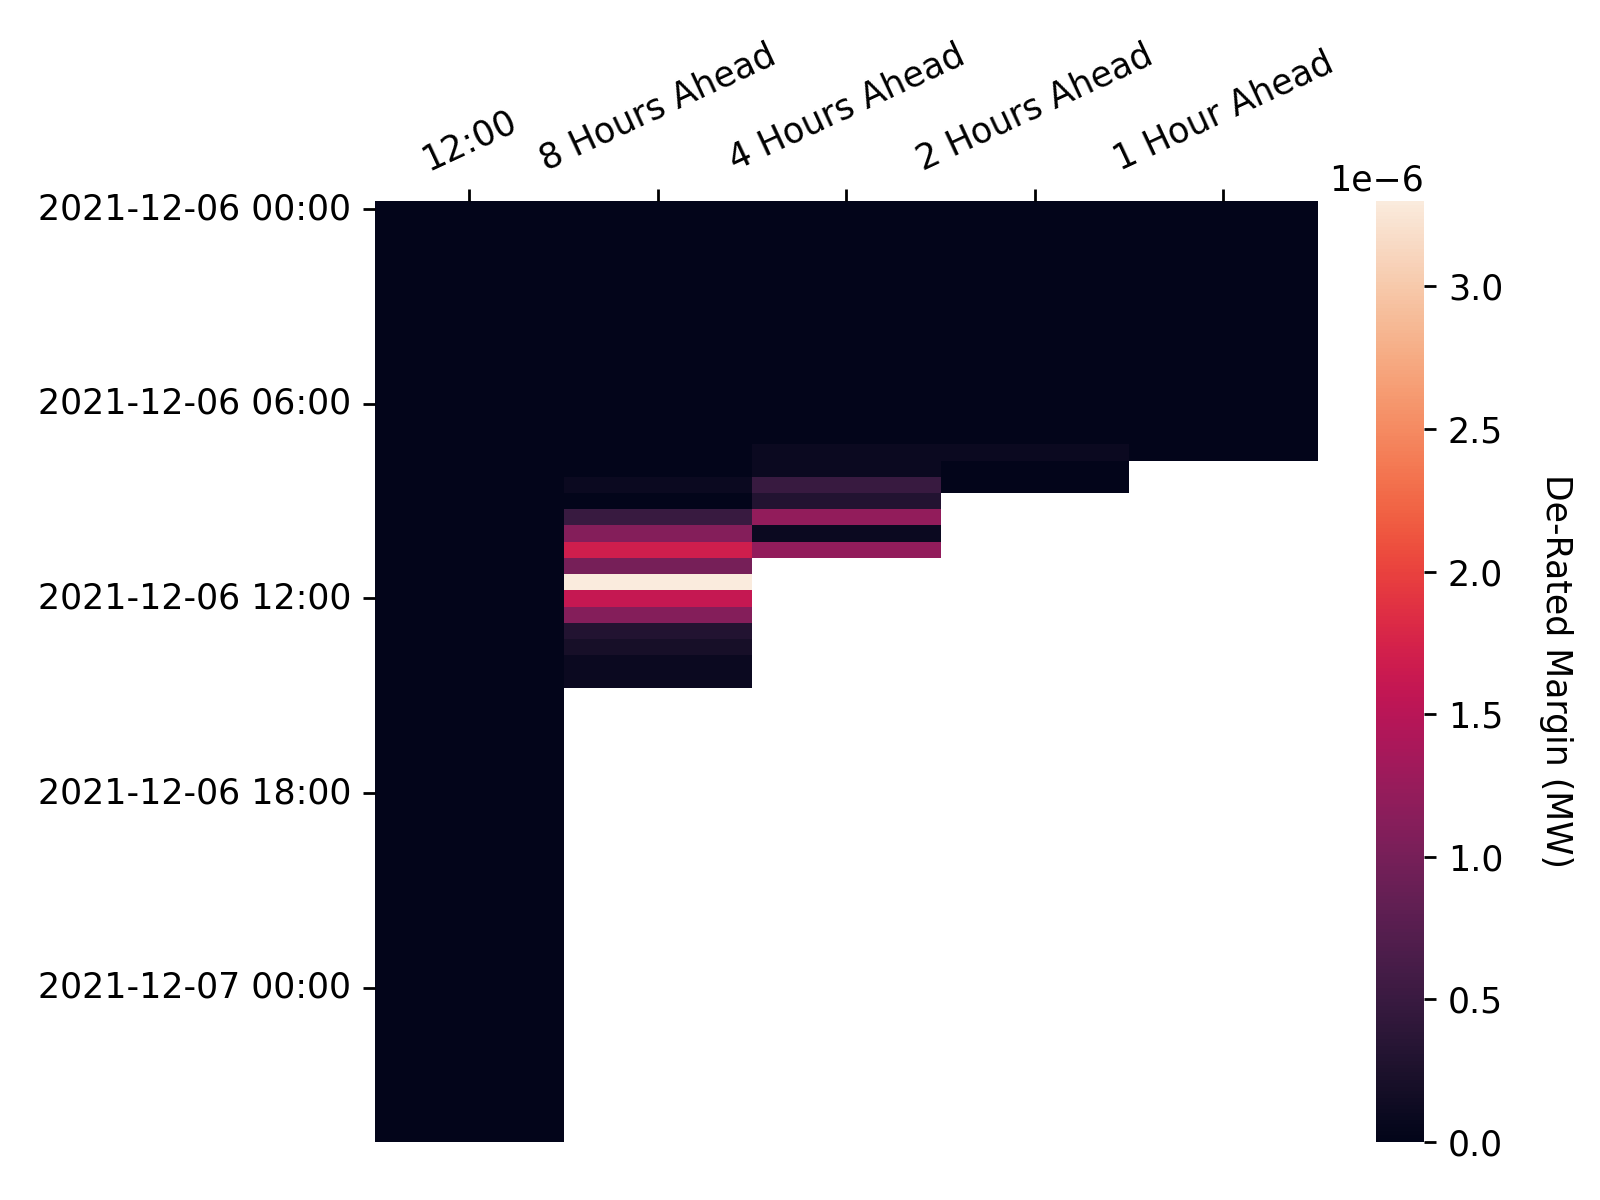 12:00
8 Hours Ahead
4 Hours Ahead
2 Hours Ahead
1 Hour Ahead
1e−6
2021-12-06 00:00
2021-12-06 06:00
2021-12-06 12:00
2021-12-06 18:00
2021-12-07 00:00
3.0
2.5
2.0
1.5
1.0
0.5
0.0
De-Rated Margin (MW)